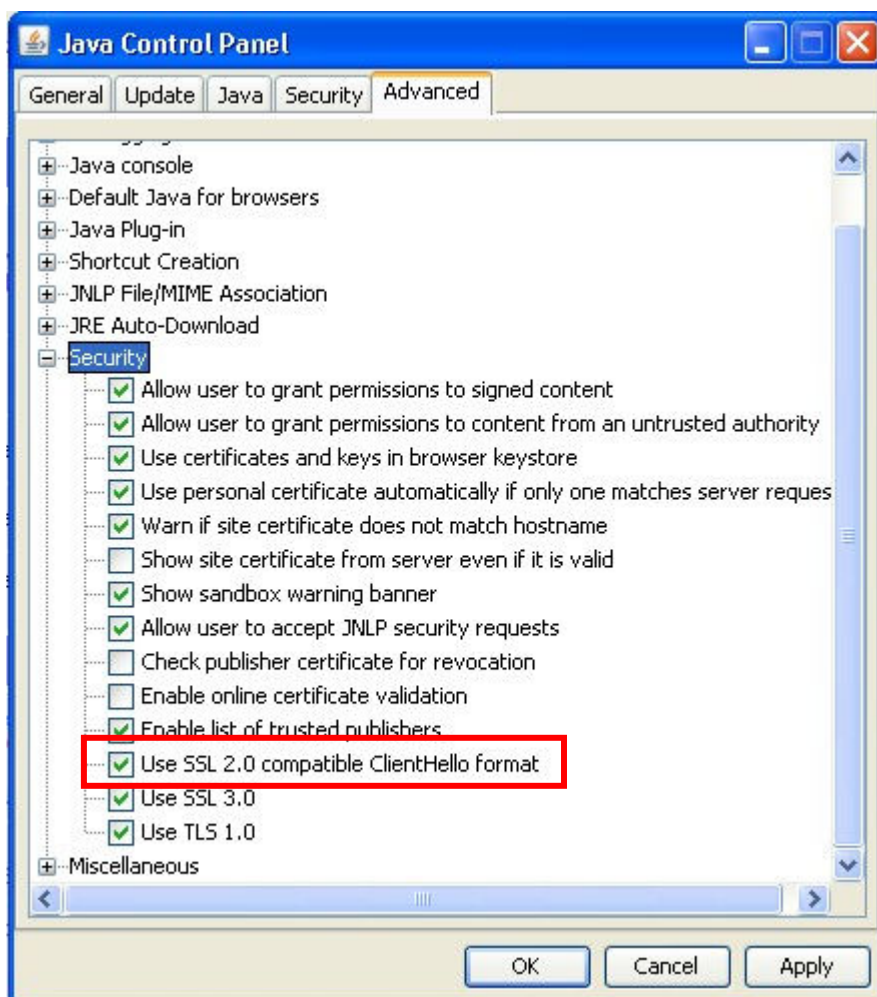 Java Control Panel
General Update Java Security Advanced
Java console
Default Java for browsers
Java Plug-in
Shortcut Creation
JNLP File/MIME Association
JRE Auto-Download
Security
Allow user to grant permissions to signed content
Allow user to grant permissions to content from an untrusted authority
Use certificates and keys in browser keystore
Use personal certificate automatically if only one matches server reques
Warn if site certificate does not match hostname
Show site certificate from server even if it is valid
Show sandbox warning banner
Allow user to accept JNLP security requests
Check publisher certificate for revocation
Enable online certificate validation
Enable list of trusted publishers
Use SSL 2.0 compatible ClientHello format
Use SSL 3.0
Use TLS 1.0
Miscellaneous
OK Cancel Apply